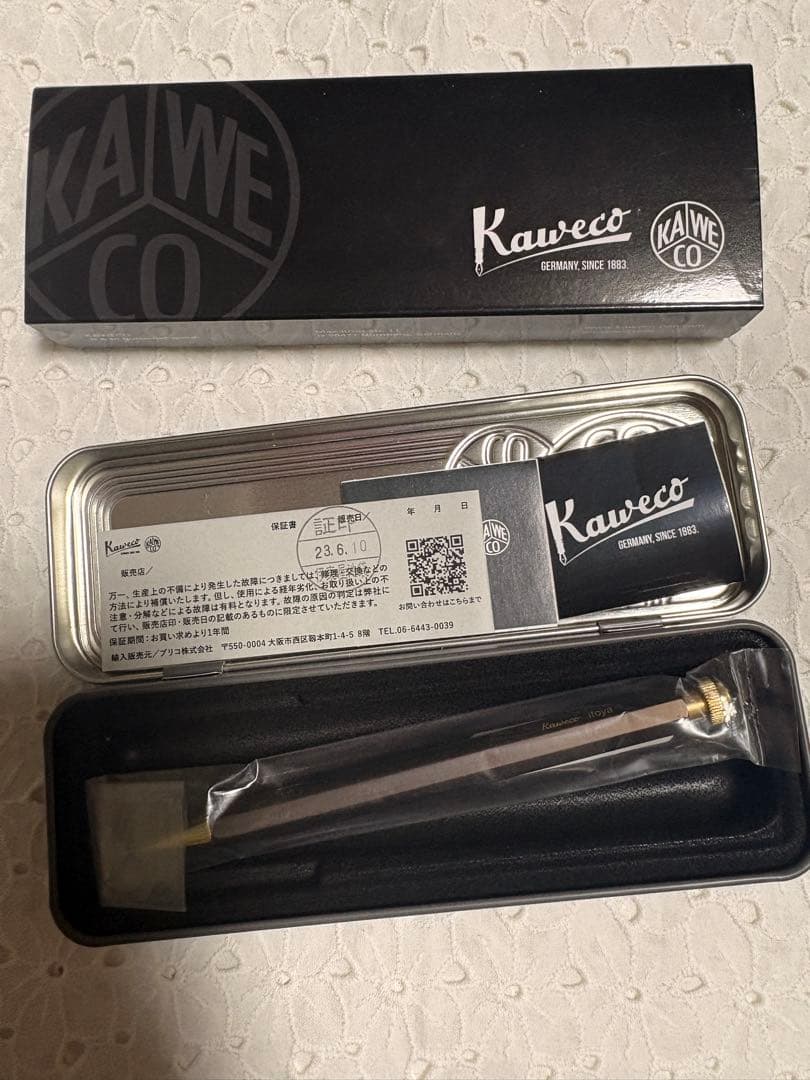 KAWE
CO
Kaweco
GERMANY, SINCE 1883.
KAWE
CO
CO
CO
Kaweco
保証書
販売日/
年 月 日
証印
23.6.10
販売店/
万一、生産上の不備により発生した故障につきましては、修理・交換などの
方法により補償いたします。但し、使用による経年劣化、お取り扱い上の不
注意・分解などによる故障は有料となります。故障の原因の判定は弊社に
て行い、販売店印・販売日の記載のあるものに限定させていただきます。
保証期間：お買い求めより1年間
輸入販売元/プリコ株式会社 〒550-0004 大阪市西区靱本町1-4-5 8階 TEL.06-6443-0039
お問い合わせはこちらまで
CO
Kaweco
GERMANY, SINCE 1883.
Kaweco itoya